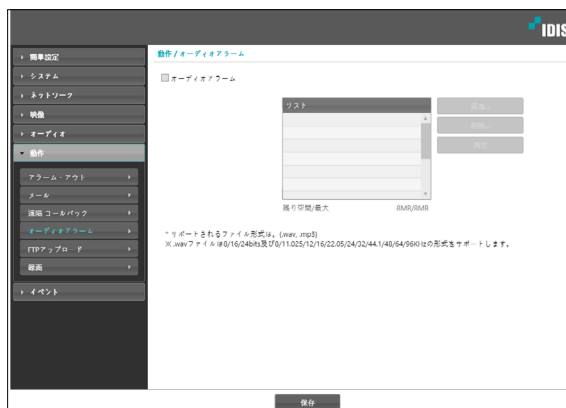 IDIS
簡単設定
システム
ネットワーク
映像
オーディオ
動作
アラーム・アウト
メール
遠隔 コールバック
オーディオアラーム
FTPアップロード
録画
イベント
動作 / オーディオアラーム
オーディオアラーム
リスト
追加...
削除...
再生
残り空間/最大 8MB/8MB
* リポートされるファイル形式は。(.wav, .mp3)
※.wavファイルは8/16/24bits及び8/11.025/12/16/22.05/24/32/44.1/48/64/96KHzの形式をサポートします。
保存